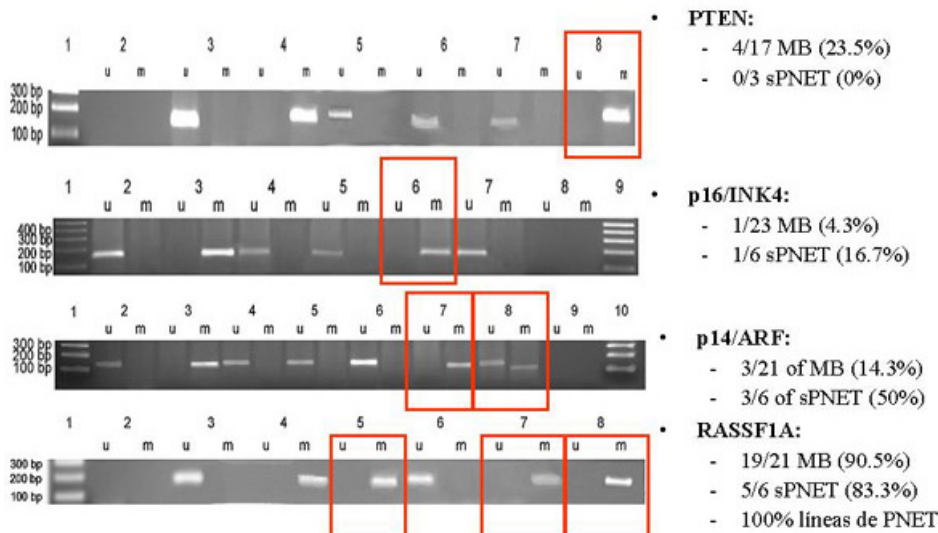 1 2 3 4 5 6 7 8
u m u m u m u m u m u m u m
300 bp
200 bp
100 bp
• PTEN:
- 4/17 MB (23.5%)
- 0/3 sPNET (0%)
1 2 3 4 5 6 7 8 9
u m u m u m u m u m u m u m
400 bp
300 bp
200 bp
100 bp
• p16/INK4:
- 1/23 MB (4.3%)
- 1/6 sPNET (16.7%)
1 2 3 4 5 6 7 8 9 10
u m u m u m u m u m u m u m u m
300 bp
200 bp
100 bp
• p14/ARF:
- 3/21 of MB (14.3%)
- 3/6 of sPNET (50%)
1 2 3 4 5 6 7 8
u m u m u m u m u m u m u m
300 bp
200 bp
100 bp
• RASSF1A:
- 19/21 MB (90.5%)
- 5/6 sPNET (83.3%)
- 100% líneas de PNET